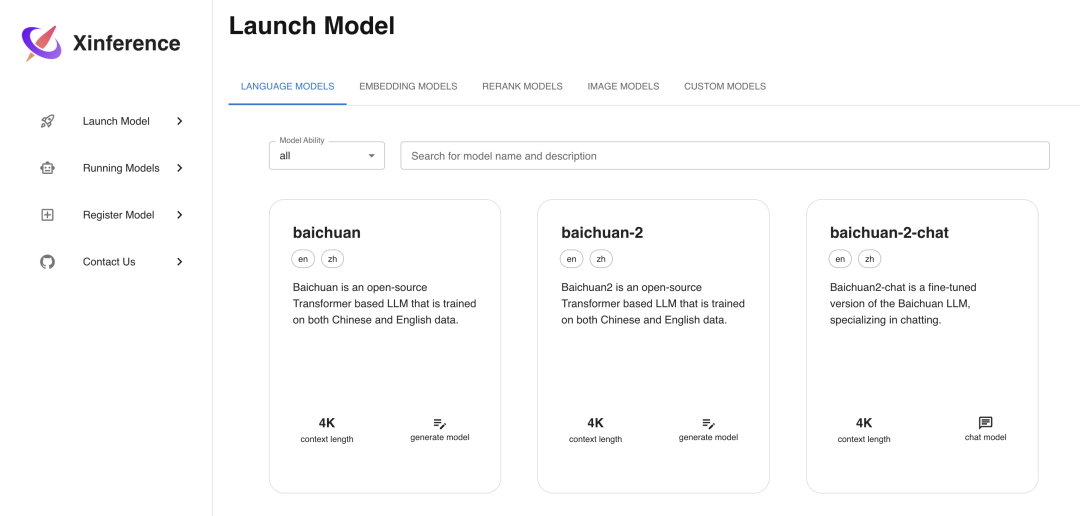 Xinference
Launch Model
Running Models
Register Model
Contact Us
Launch Model
LANGUAGE MODELS EMBEDDING MODELS RERANK MODELS IMAGE MODELS CUSTOM MODELS
Model Ability
all
Search for model name and description
baichuan
en zh
Baichuan is an open-source
Transformer based LLM that is trained
on both Chinese and English data.
4K
context length
generate model
baichuan-2
en zh
Baichuan2 is an open-source
Transformer based LLM that is trained
on both Chinese and English data.
4K
context length
generate model
baichuan-2-chat
en zh
Baichuan2-chat is a fine-tuned
version of the Baichuan LLM,
specializing in chatting.
4K
context length
chat model